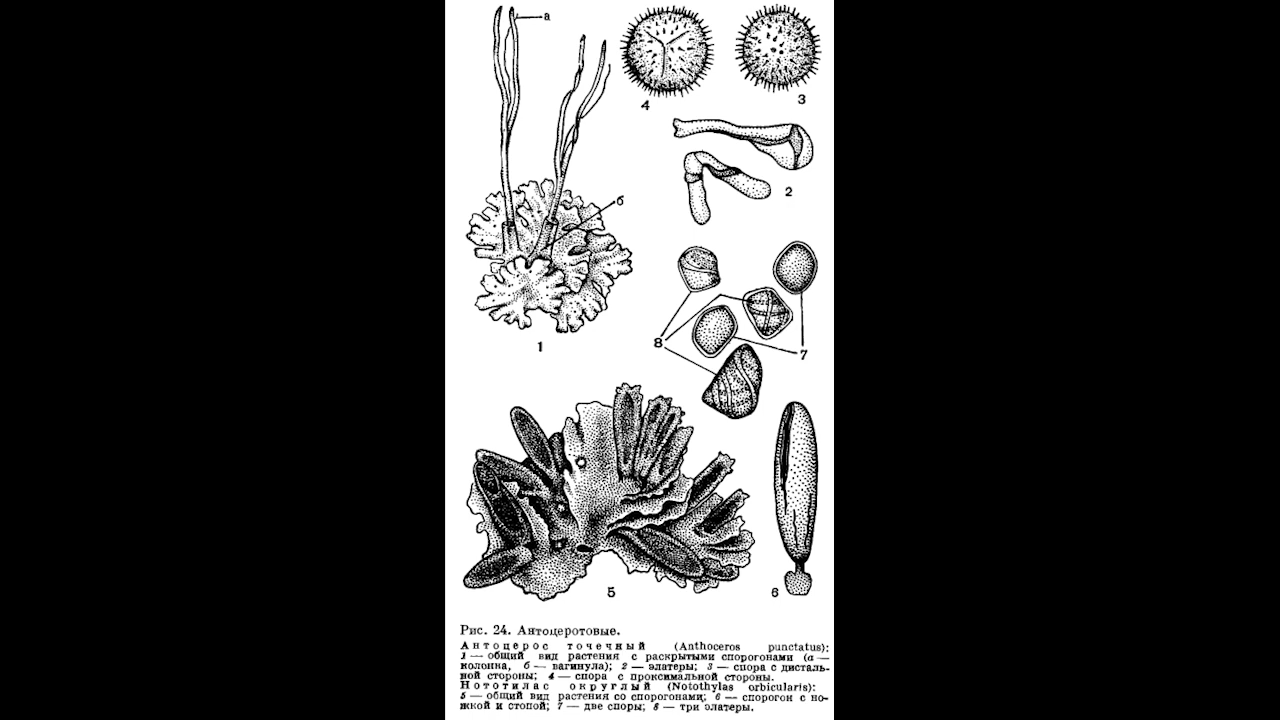 а
4
3
2
б
1
8
7
5
6
Рис. 24. Антоцеротовые.
Антоцерос точечный (Anthoceros punctatus):
1 — общий вид растения с раскрытыми спорогонами (а —
колонка, б — вагинула); 2 — элатеры; 3 — спора с дисталь-
ной стороны; 4 — спора с проксимальной стороны.
Нототилас округлый (Notothylas orbicularis):
5 — общий вид растения со спорогонами; 6 — спорогон с но-
жкой и стопой; 7 — две споры; 8 — три элатеры.